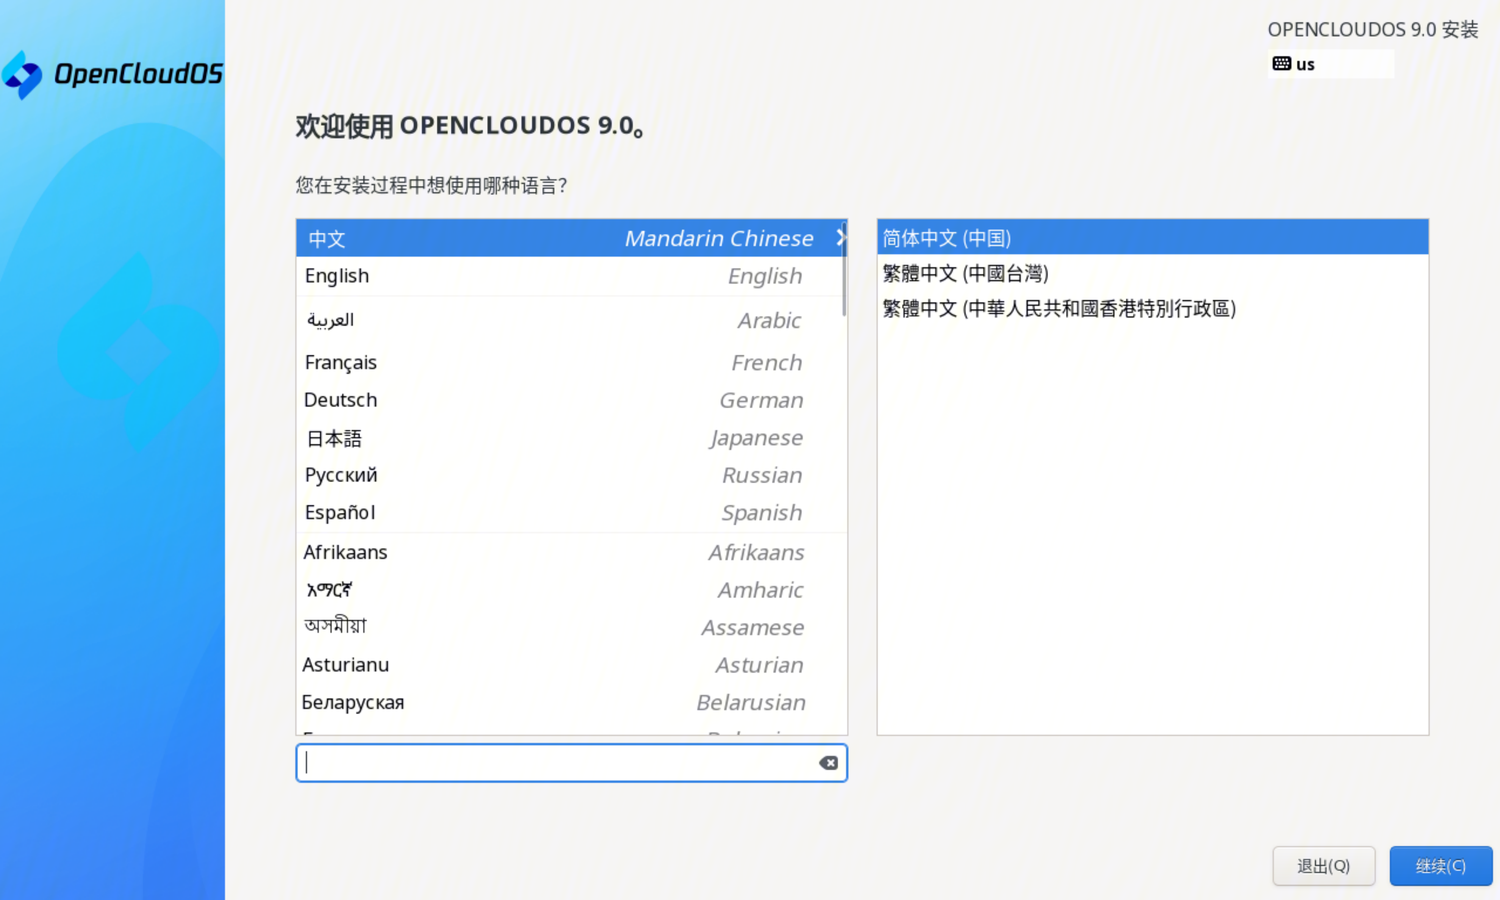 OpenCloudOS
OPENCLOUDOS 9.0 安装
us
欢迎使用 OPENCLOUDOS 9.0。
您在安装过程中想使用哪种语言？
中文 Mandarin Chinese
English English
العربية Arabic
Français French
Deutsch German
日本語 Japanese
Русский Russian
Español Spanish
Afrikaans Afrikaans
አማርኛ Amharic
অসমীয়া Assamese
Asturianu Asturian
Беларуская Belarusian
简体中文 (中国)
繁體中文 (中國台灣)
繁體中文 (中華人民共和國香港特別行政區)
退出(Q)
继续(C)